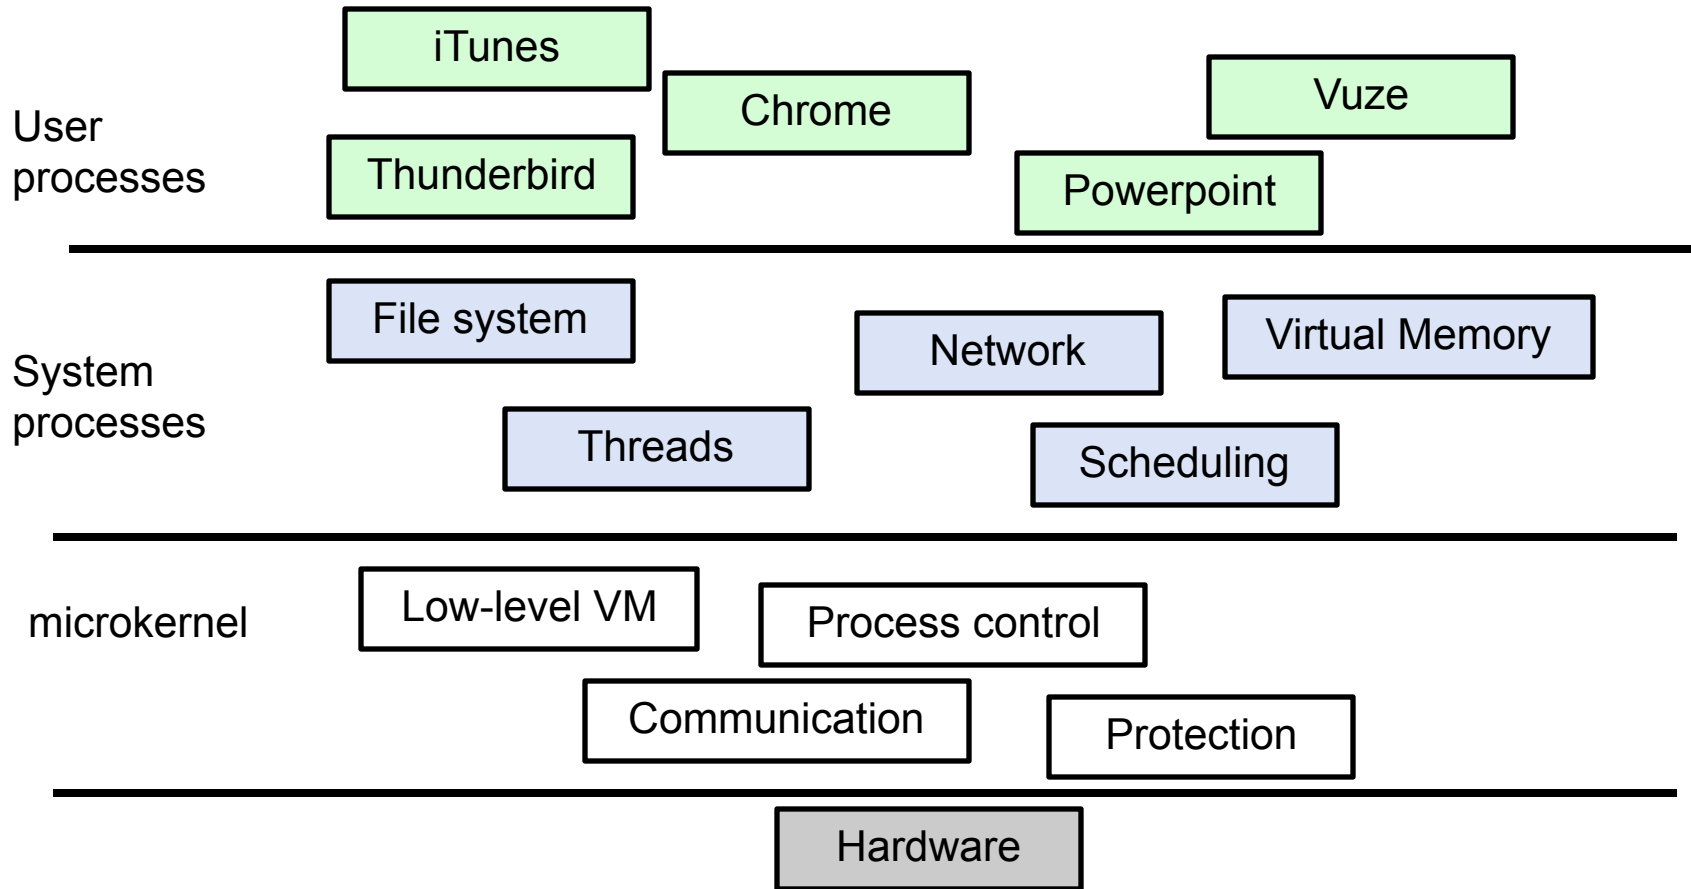 iTunes
Chrome
Vuze
User
processes
Thunderbird
Powerpoint
File system
Network
Virtual Memory
System
processes
Threads
Scheduling
Low-level VM
Process control
microkernel
Communication
Protection
Hardware